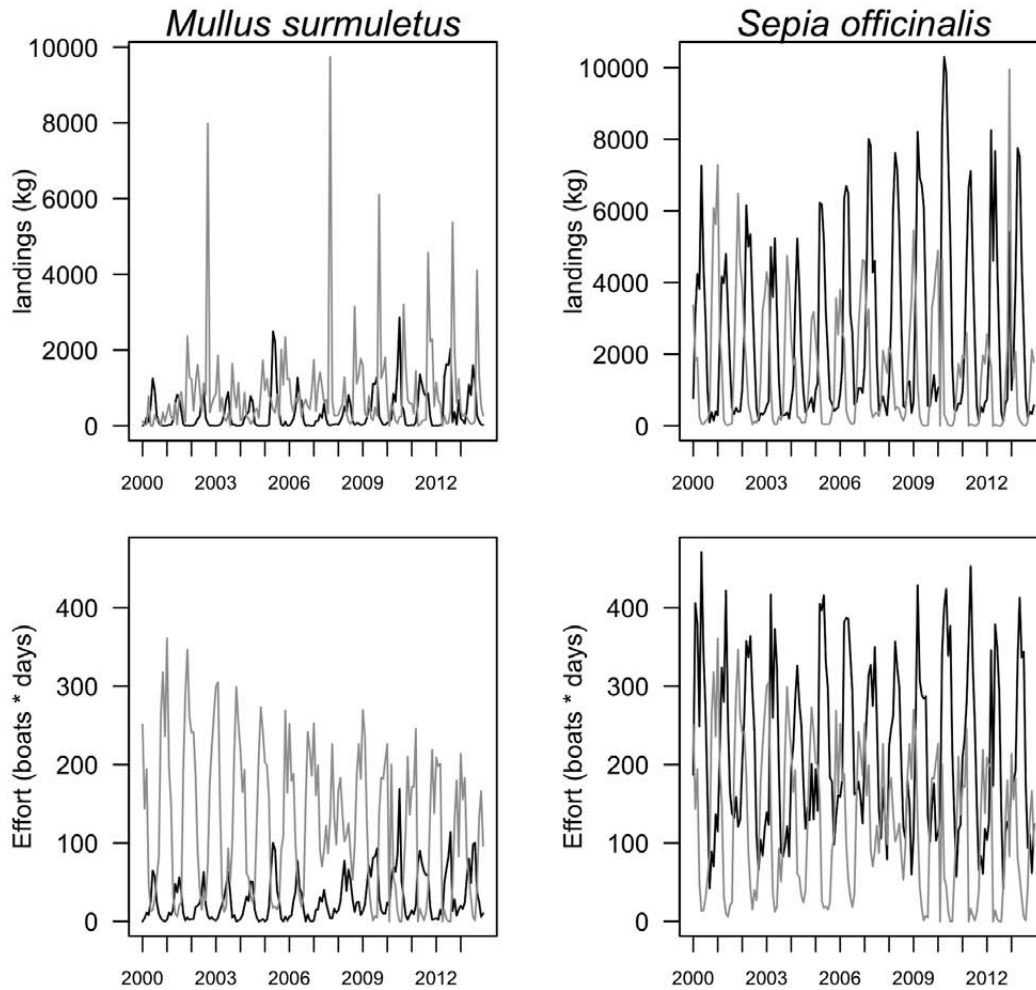 Mullus surmuletus
Sepia officinalis
landings (kg)
10000
8000
6000
4000
2000
0
2000 2003 2006 2009 2012
landings (kg)
10000
8000
6000
4000
2000
0
2000 2003 2006 2009 2012
Effort (boats * days)
400
300
200
100
0
2000 2003 2006 2009 2012
Effort (boats * days)
400
300
200
100
0
2000 2003 2006 2009 2012